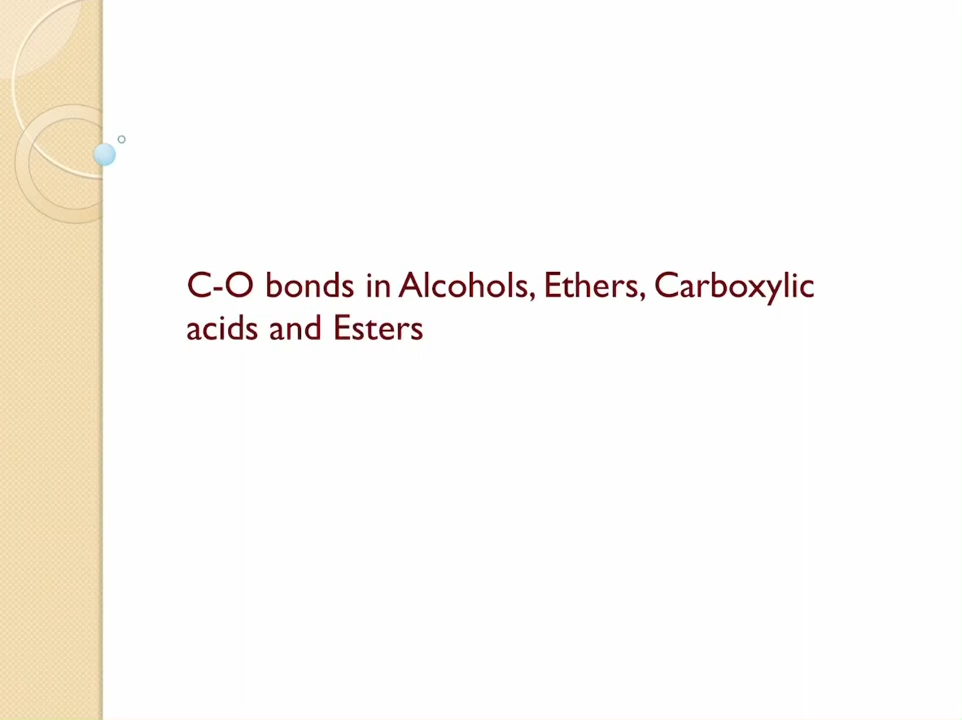 C-O bonds in Alcohols, Ethers, Carboxylic
acids and Esters